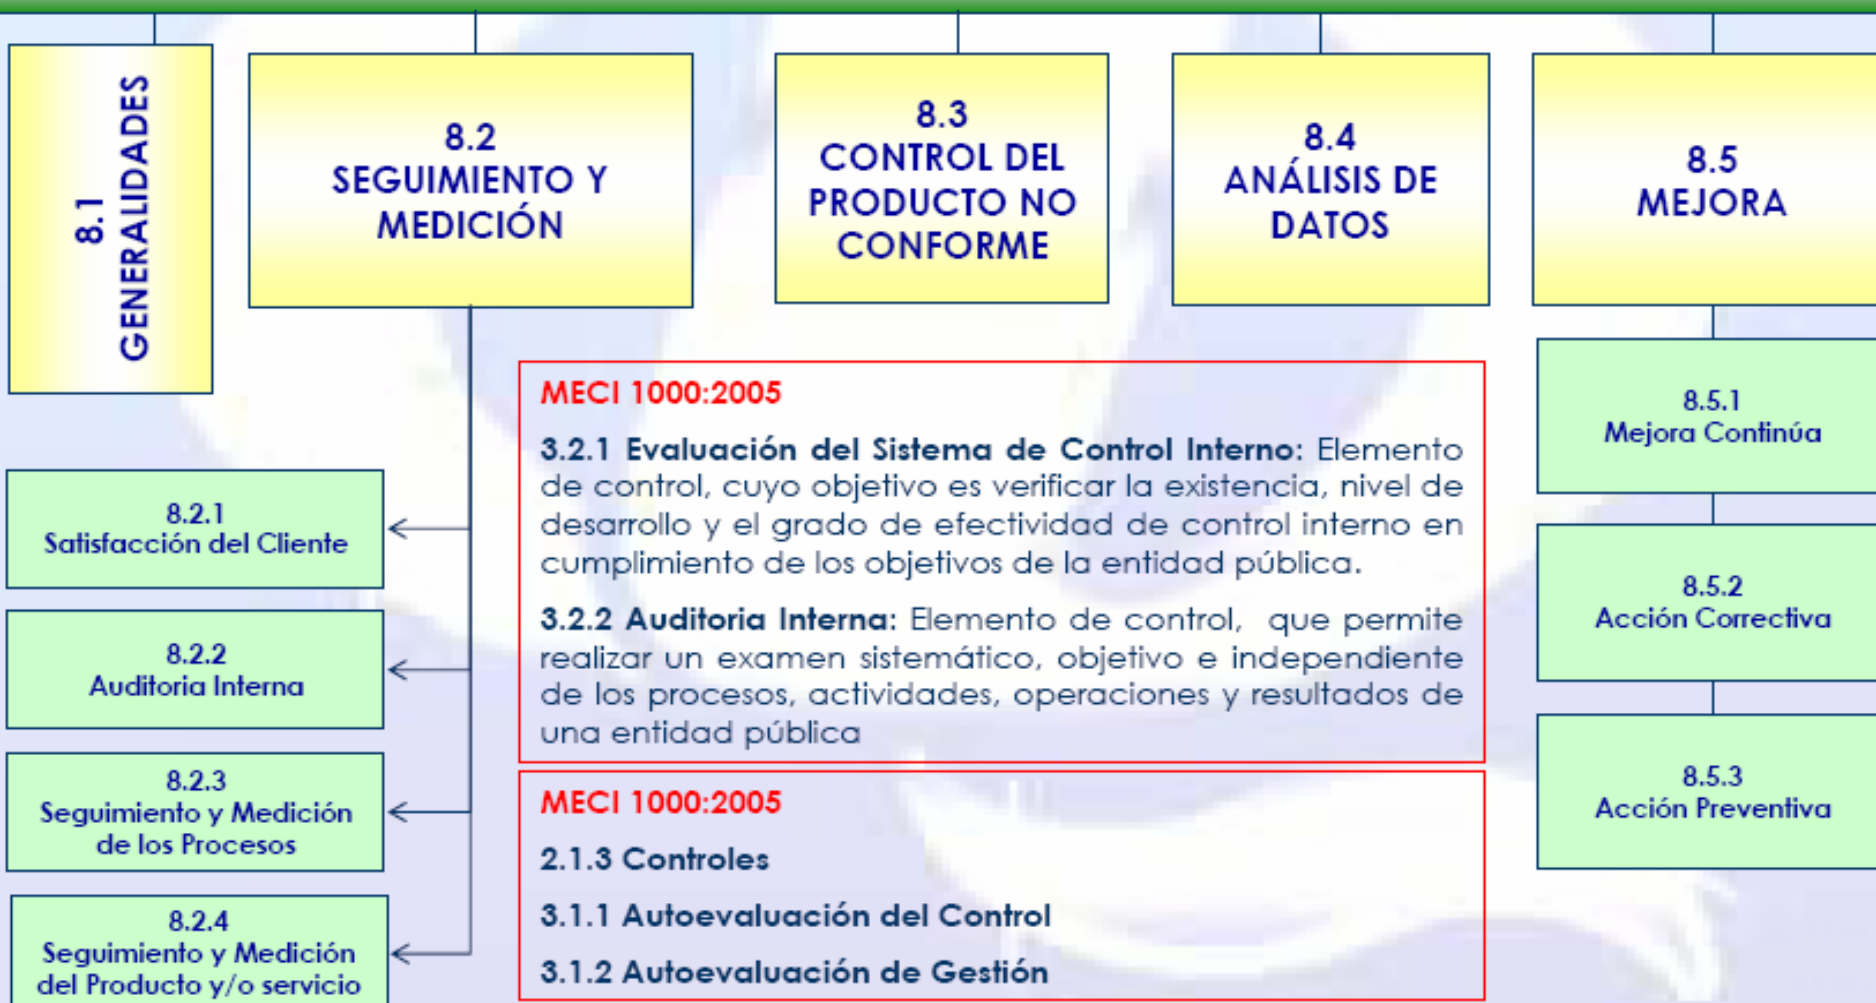 8.1
GENERALIDADES
8.2
SEGUIMIENTO Y
MEDICIÓN
8.3
CONTROL DEL
PRODUCTO NO
CONFORME
8.4
ANÁLISIS DE
DATOS
8.5
MEJORA
8.2.1
Satisfacción del Cliente
8.2.2
Auditoria Interna
8.2.3
Seguimiento y Medición
de los Procesos
8.2.4
Seguimiento y Medición
del Producto y/o servicio
MECI 1000:2005
3.2.1 Evaluación del Sistema de Control Interno: Elemento
de control, cuyo objetivo es verificar la existencia, nivel de
desarrollo y el grado de efectividad de control interno en
cumplimiento de los objetivos de la entidad pública.
3.2.2 Auditoria Interna: Elemento de control, que permite
realizar un examen sistemático, objetivo e independiente
de los procesos, actividades, operaciones y resultados de
una entidad pública
MECI 1000:2005
2.1.3 Controles
3.1.1 Autoevaluación del Control
3.1.2 Autoevaluación de Gestión
8.5.1
Mejora Continúa
8.5.2
Acción Correctiva
8.5.3
Acción Preventiva